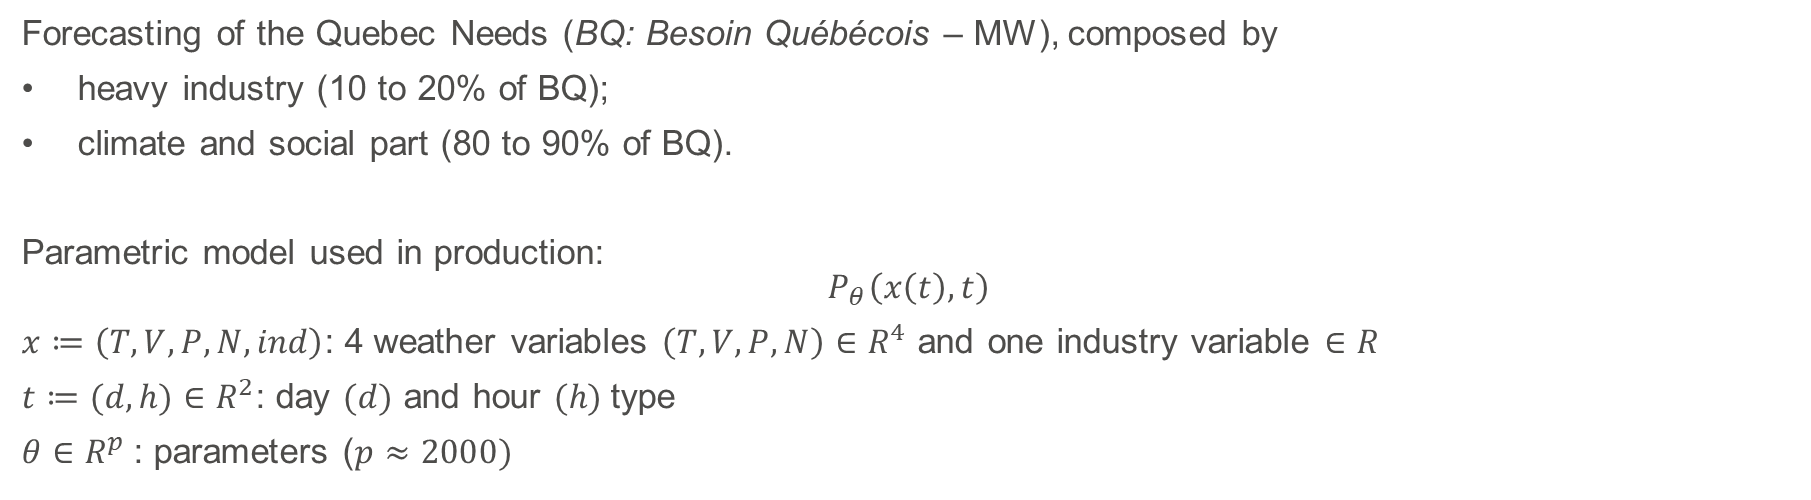 Forecasting of the Quebec Needs (BQ: Besoin Québécois – MW), composed by
• heavy industry (10 to 20% of BQ);
• climate and social part (80 to 90% of BQ).
Parametric model used in production:
P_θ(x(t), t)
x ≔ (T, V, P, N, ind): 4 weather variables (T, V, P, N) ∈ R⁴ and one industry variable ∈ R
t ≔ (d, h) ∈ R²: day (d) and hour (h) type
θ ∈ Rᵖ : parameters (p ≈ 2000)